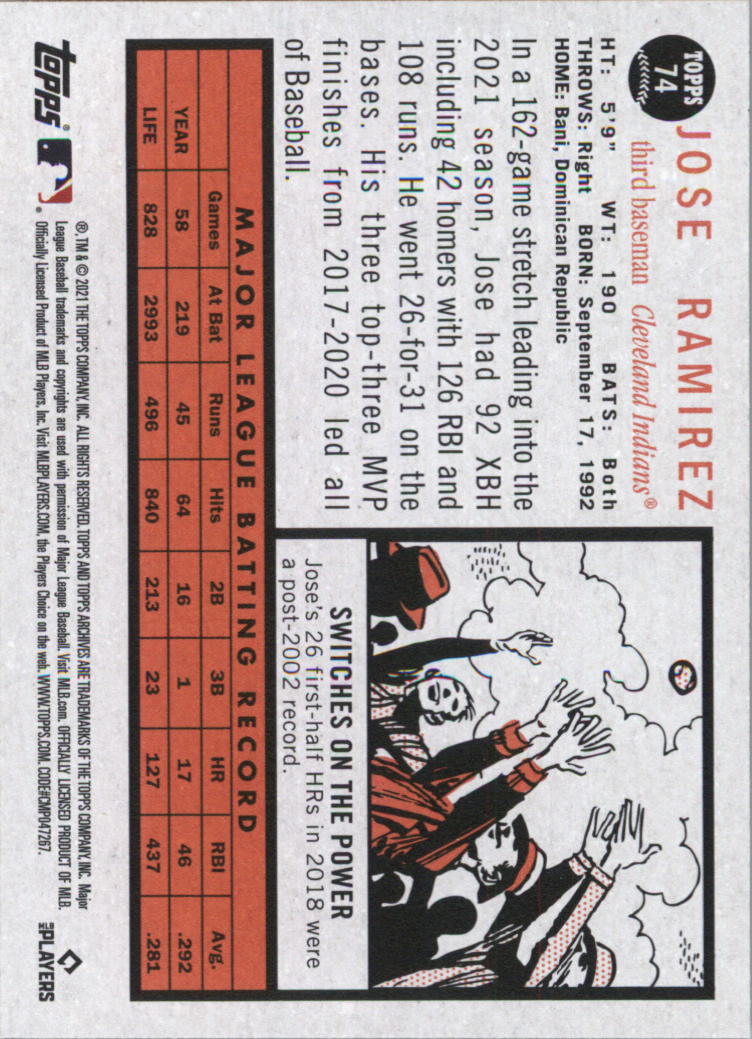 TOPPS
74
JOSE RAMIREZ
third baseman Cleveland Indians®
HT: 5'9" WT: 190 BATS: Both
THROWS: Right BORN: September 17, 1992
HOME: Bani, Dominican Republic
In a 162-game stretch leading into the
2021 season, Jose had 92 XBH
including 42 homers with 126 RBI and
108 runs. He went 26-for-31 on the
bases. His three top-three MVP
finishes from 2017-2020 led all
of Baseball.
SWITCHES ON THE POWER
Jose's 26 first-half HRs in 2018 were
a post-2002 record.
MAJOR LEAGUE BATTING RECORD
Games At Bat Runs Hits 2B 3B HR RBI Avg.
YEAR 58 219 45 64 16 1 17 46 .292
LIFE 828 2993 496 840 213 23 127 437 .281
topps®
®, TM & © 2021 THE TOPPS COMPANY, INC. ALL RIGHTS RESERVED. TOPPS AND TOPPS ARCHIVES ARE TRADEMARKS OF THE TOPPS COMPANY, INC. Major
League Baseball trademarks and copyrights are used with permission of Major League Baseball. Visit MLB.com. OFFICIALLY LICENSED PRODUCT OF MLB.
Officially Licensed Product of MLB Players, Inc. Visit MLBPLAYERS.COM, the Players Choice on the web. WWW.TOPPS.COM. CODE#CMP047267.
MLB PLAYERS